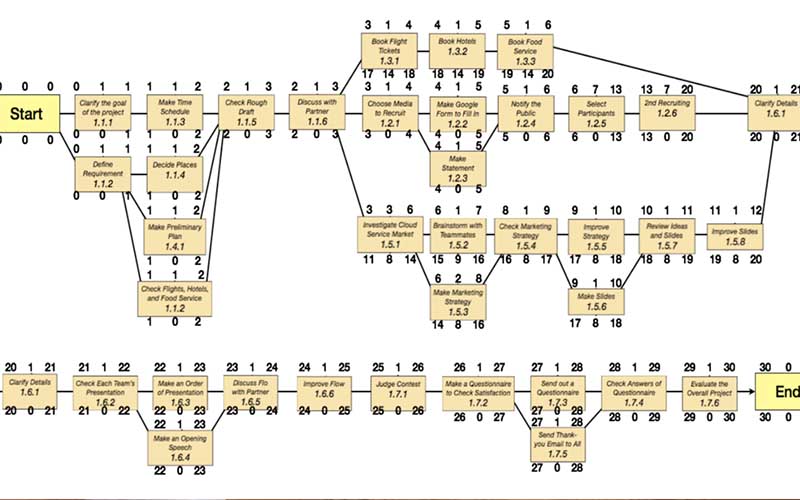 3 1 4 4 1 5 5 1 6
Book Flight Book Hotels Book Food
Tickets 1.3.2 Service
1.3.1 1.3.3
17 14 18 18 14 19 19 14 20
0 0 0 0 1 1 1 1 2 2 1 3 2 1 3 3 1 4 4 1 5 5 1 6 6 7 13 13 7 20 20 1 21
Start Clarify the goal Make Time Check Rough Discuss with Choose Media Make Google Notify the Select 2nd Recruiting Clarify Details
of the project Schedule Draft Partner to Recruit Form to Fill In Public Participants 1.2.6 1.6.1
1.1.1 1.1.3 1.1.5 1.1.6 1.2.1 1.2.2 1.2.4 1.2.5
0 0 0 0 0 1 1 0 2 2 0 3 2 0 3 3 0 4 4 0 5 5 0 6 6 0 13 13 0 20 20 0 21
0 1 1 1 1 2 4 1 5
Define Decide Places Make
Requirement 1.1.4 Statement
1.1.2 1.2.3
0 0 1 1 0 2 4 0 5
1 1 2 3 3 6 6 1 7 8 1 9 9 1 10 10 1 11 11 1 12
Make Preliminary Investigate Cloud Brainstorm with Check Marketing Improve Review Ideas Improve Slides
Plan Service Market Teammates Strategy Strategy and Slides 1.5.8
1.4.1 1.5.1 1.5.2 1.5.4 1.5.5 1.5.7
1 0 2 11 8 14 15 9 16 16 8 17 17 8 18 18 8 19 19 8 20
1 1 2 6 2 8 9 1 10
Check Flights, Hotels, Make Marketing Make Slides
and Food Service Strategy 1.5.6
1.1.2 1.5.3
1 0 2 14 8 16 17 8 18
20 1 21 21 1 22 22 1 23 23 1 24 24 1 25 25 1 26 26 1 27 27 1 28 28 1 29 29 1 30 30 0
Clarify Details Check Each Team's Make an Order Discuss Flo Improve Flow Judge Contest Make a Questionnaire Send out a Check Answers of Evaluate the End
1.6.1 Presentation of Presentation with Partner 1.6.6 1.7.1 to Check Satisfaction Questionnaire Questionnaire Overall Project
1.6.2 1.6.3 1.6.5 1.7.2 1.7.3 1.7.4 1.7.6
20 0 21 21 0 22 22 0 23 23 0 24 24 0 25 25 0 26 26 0 27 27 0 28 28 0 29 29 0 30 30 0
22 1 23 27 1 28
Make an Opening Send Thank-
Speech you Email to All
1.6.4 1.7.5
22 0 23 27 0 28